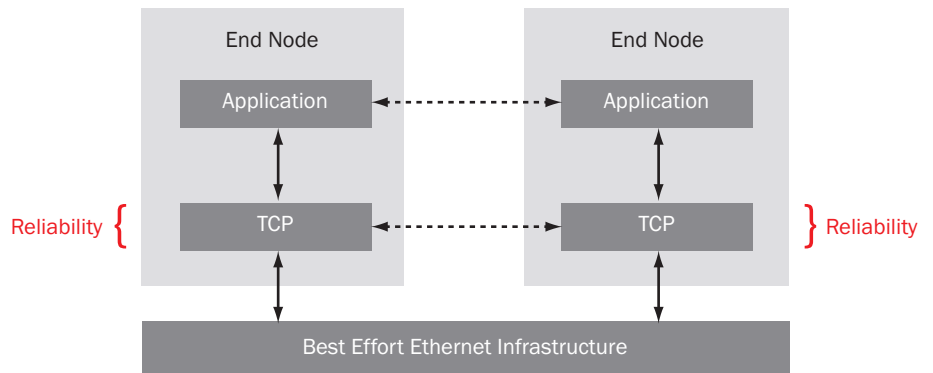 End Node
End Node
Application
Application
Reliability
TCP
TCP
Reliability
Best Effort Ethernet Infrastructure